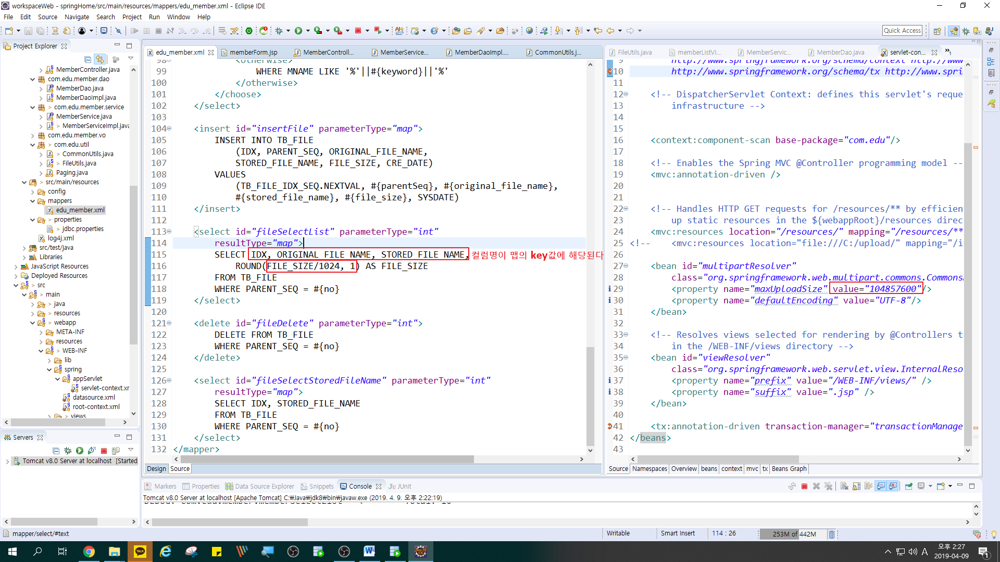 workspaceWeb - springHome/src/main/resources/mappers/edu_member.xml - Eclipse IDE
File Edit Source Navigate Search Project Run Window Help
Quick Access
Project Explorer
MemberController.java
com.edu.member.dao
MemberDao.java
MemberDaoImpl.java
> com.edu.member.service
MemberService.java
> MemberServiceImpl.java
com.edu.member.vo
> com.edu.util
> CommonUtils.java
> FileUtils.java
Paging.java
> src/main/resources
config
mappers
edu_member.xml
properties
> jdbc.properties
log4j.xml
src/test/java
Libraries
JavaScript Resources
Deployed Resources
> src
> main
> java
> resources
webapp
META-INF
resources
> WEB-INF
lib
spring
appServlet
servlet-context.xr
datasource.xml
root-context.xml
> views
Servers
Tomcat v8.0 Server at localhost [Started
edu_member.xml memberForm.jsp MemberControll... MemberService... MemberDaoImpl.... CommonUtils.j...
98 <otherwise>
99 WHERE MNAME LIKE '%'||#{keyword}||'%'
100 </otherwise>
101 </choose>
102 </select>
103
104 <insert id="insertFile" parameterType="map">
105 INSERT INTO TB_FILE
106 (IDX, PARENT_SEQ, ORIGINAL_FILE_NAME,
107 STORED_FILE_NAME, FILE_SIZE, CRE_DATE)
108 VALUES
109 (TB_FILE_IDX_SEQ.NEXTVAL, #{parentSeq}, #{original_file_name},
110 #{stored_file_name}, #{file_size}, SYSDATE)
111 </insert>
112
113 <select id="fileSelectList" parameterType="int"
114 resultType="map">
115 SELECT IDX, ORIGINAL_FILE_NAME, STORED_FILE_NAME, 컬럼명이 맵의 key값에 해당된다
116 ROUND(FILE_SIZE/1024, 1) AS FILE_SIZE
117 FROM TB_FILE
118 WHERE PARENT_SEQ = #{no}
119 </select>
120
121 <delete id="fileDelete" parameterType="int">
122 DELETE FROM TB_FILE
123 WHERE PARENT_SEQ = #{no}
124 </delete>
125
126 <select id="fileSelectStoredFileName" parameterType="int"
127 resultType="map">
128 SELECT IDX, STORED_FILE_NAME
129 FROM TB_FILE
130 WHERE PARENT_SEQ = #{no}
131 </select>
132 </mapper>
Design Source
FileUtils.java memberListVi... MemberServic... MemberDao.java servlet-con... »1
9 http://www.springframework.org/schema/context http://www
10 http://www.springframework.org/schema/tx http://www.spri
11
12 <!-- DispatcherServlet Context: defines this servlet's reque
13 infrastructure -->
14
15
16 <context:component-scan base-package="com.edu"/>
17
18 <!-- Enables the Spring MVC @Controller programming model --
19 <mvc:annotation-driven />
20
21
22 <!-- Handles HTTP GET requests for /resources/** by efficien
23 up static resources in the ${webappRoot}/resources direc
24 <mvc:resources location="/resources/" mapping="/resources/**
25 <!-- <mvc:resources location="file:///C:/upload/" mapping="/i
26
27 <bean id="multipartResolver"
28 class="org.springframework.web.multipart.commons.Commons
29 <property name="maxUploadSize" value="104857600"/>
30 <property name="defaultEncoding" value="UTF-8"/>
31 </bean>
32
33 <!-- Resolves views selected for rendering by @Controllers t
34 in the /WEB-INF/views directory -->
35 <bean id="viewResolver"
36 class="org.springframework.web.servlet.view.InternalReso
37 <property name="prefix" value="/WEB-INF/views/" />
38 <property name="suffix" value=".jsp" />
39 </bean>
40
41 <tx:annotation-driven transaction-manager="transactionManage
42 </beans>
43
Source Namespaces Overview beans context mvc tx Beans Graph
Markers Properties Data Source Explorer Snippets Console JUnit
Tomcat v8.0 Server at localhost [Apache Tomcat] C:₩Java₩jdk8₩bin₩javaw.exe (2019. 4. 9. 오후 2:22:19)
mapper/select/#text
Writable Smart Insert 114 : 26 253M of 442M
TALK
A 오후 2:27
2019-04-09
1